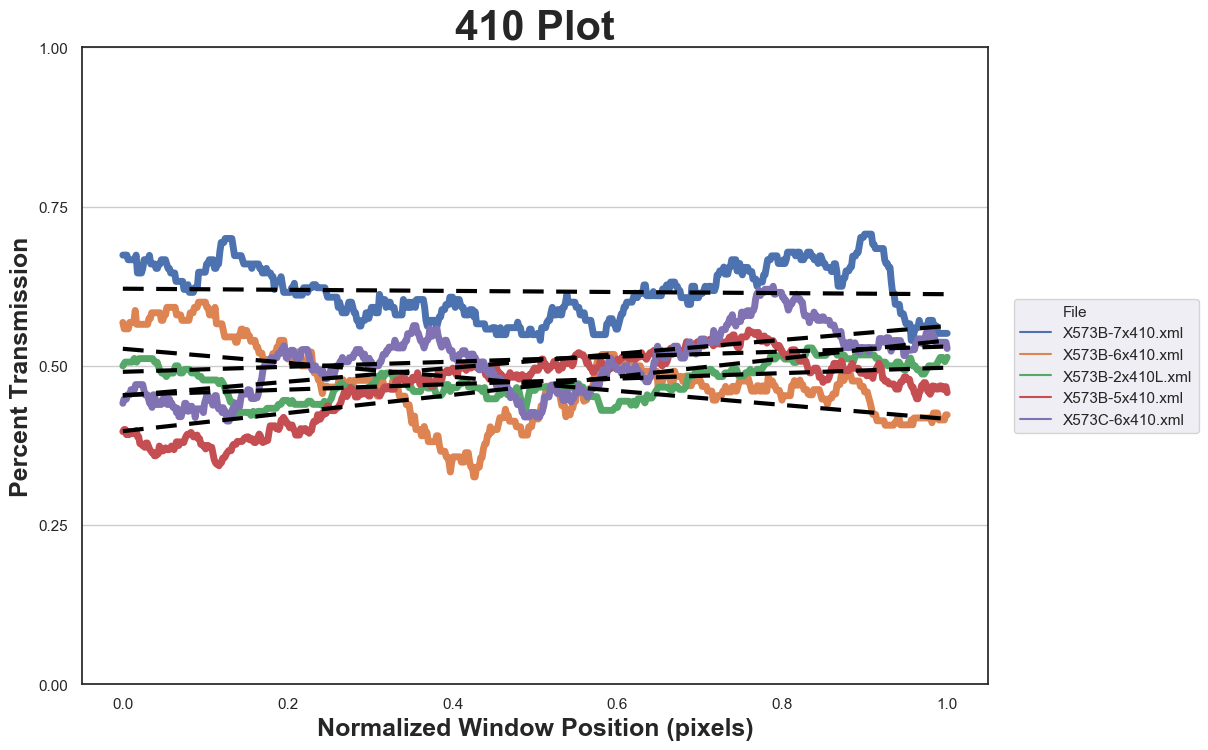 410 Plot
1.00
0.75
0.50
0.25
0.00
Percent Transmission
0.0 0.2 0.4 0.6 0.8 1.0
Normalized Window Position (pixels)
File
X573B-7x410.xml
X573B-6x410.xml
X573B-2x410L.xml
X573B-5x410.xml
X573C-6x410.xml